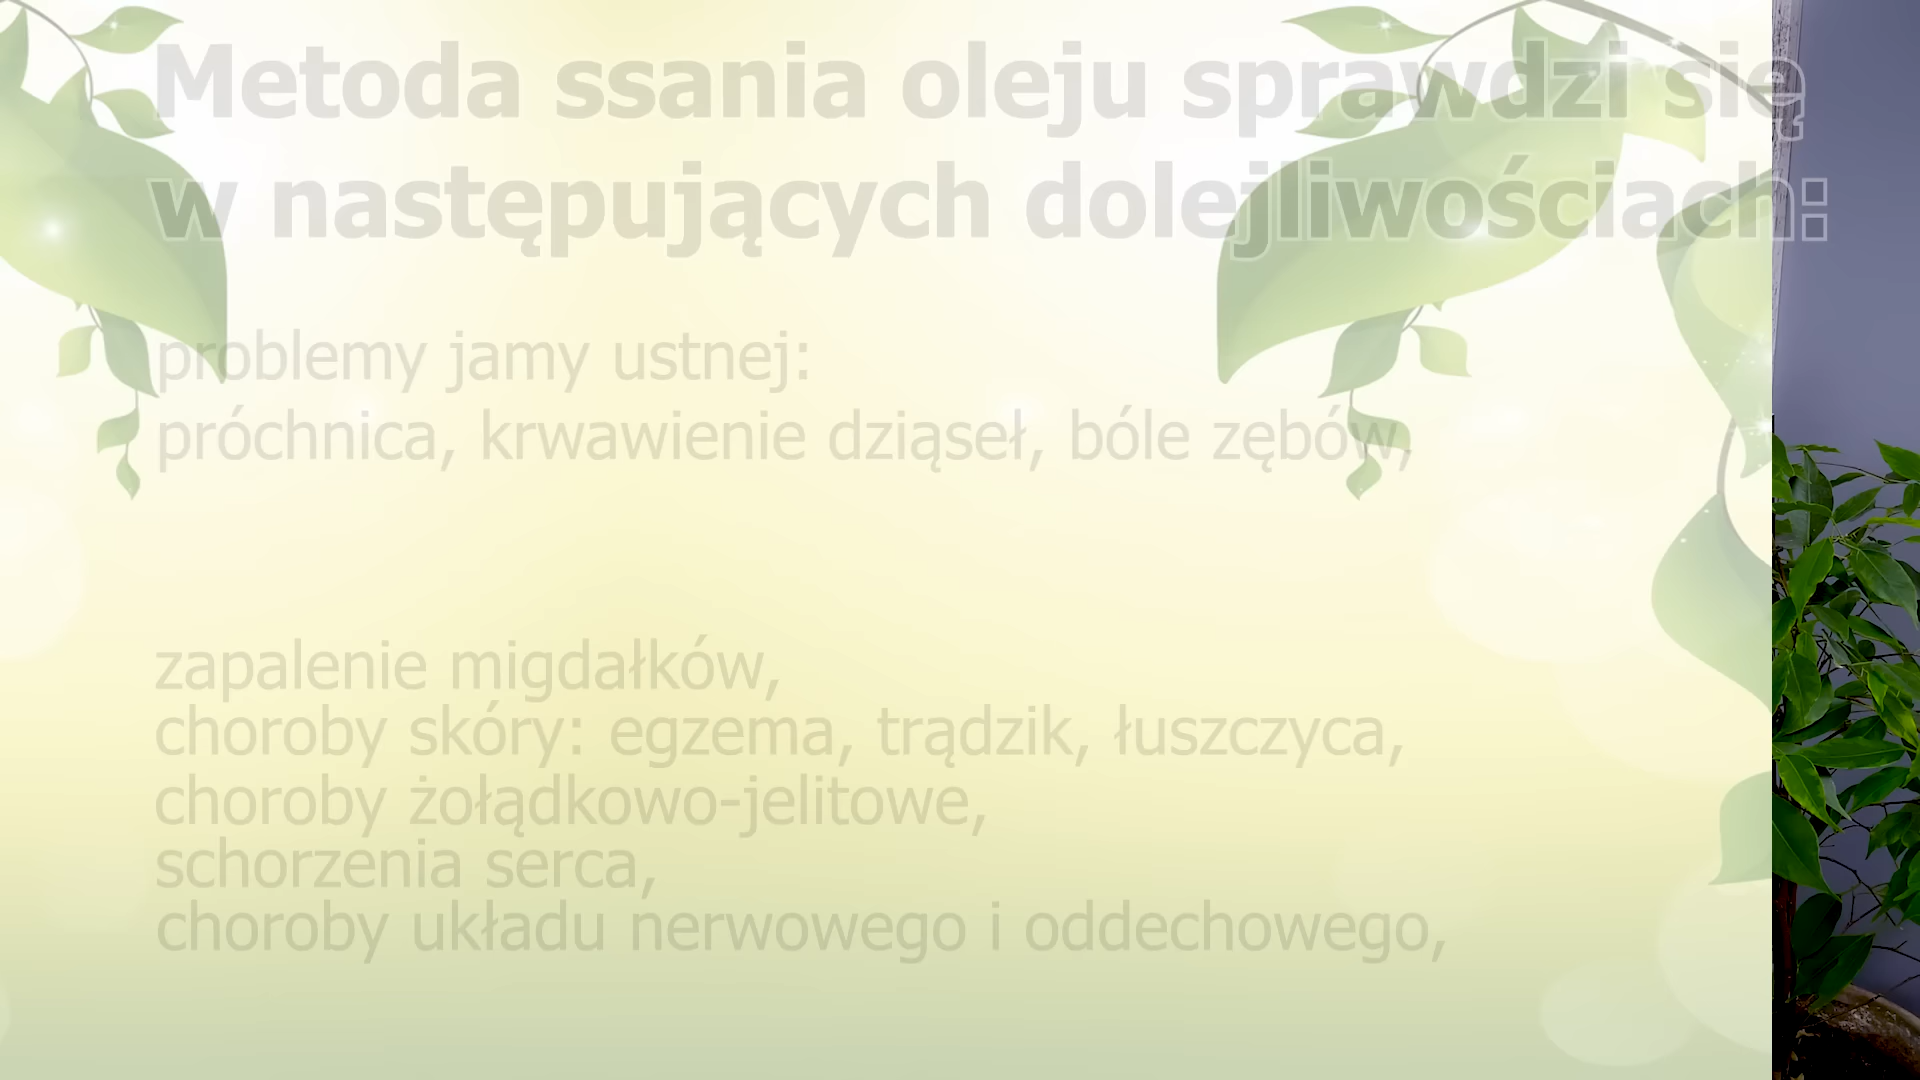 Metoda ssania oleju sprawdzi się
w następujących dolejliwościach:
problemy jamy ustnej:
próchnica, krwawienie dziąseł, bóle zębów,
zapalenie migdałków,
choroby skóry: egzema, trądzik, łuszczyca,
choroby żołądkowo-jelitowe,
schorzenia serca,
choroby układu nerwowego i oddechowego,